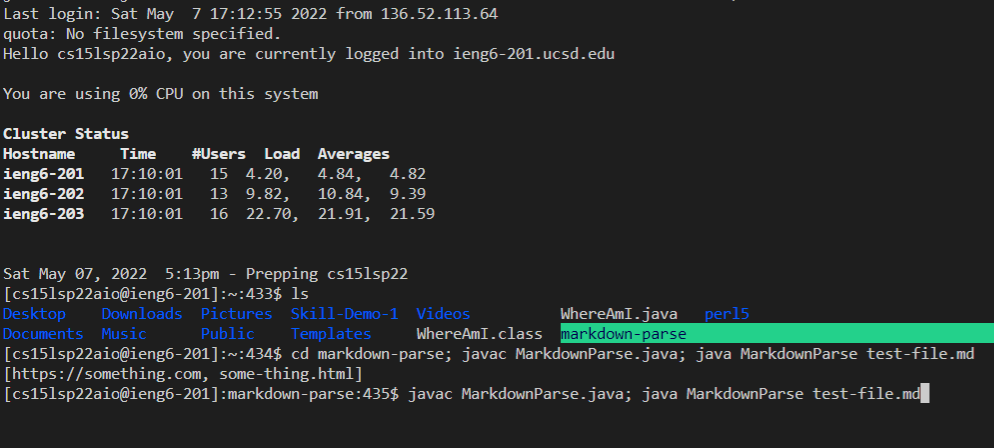 Last login: Sat May  7 17:12:55 2022 from 136.52.113.64
quota: No filesystem specified.
Hello cs15lsp22aio, you are currently logged into ieng6-201.ucsd.edu
You are using 0% CPU on this system
Cluster Status
Hostname     Time    #Users  Load  Averages
ieng6-201   17:10:01   15  4.20,   4.84,   4.82
ieng6-202   17:10:01   13  9.82,   10.84,  9.39
ieng6-203   17:10:01   16  22.70,  21.91,  21.59
Sat May 07, 2022  5:13pm - Prepping cs15lsp22
[cs15lsp22aio@ieng6-201]:~:433$ ls
Desktop    Downloads  Pictures  Skill-Demo-1  Videos          WhereAmI.java   perl5
Documents  Music      Public    Templates     WhereAmI.class  markdown-parse
[cs15lsp22aio@ieng6-201]:~:434$ cd markdown-parse; javac MarkdownParse.java; java MarkdownParse test-file.md
[https://something.com, some-thing.html]
[cs15lsp22aio@ieng6-201]:markdown-parse:435$ javac MarkdownParse.java; java MarkdownParse test-file.md